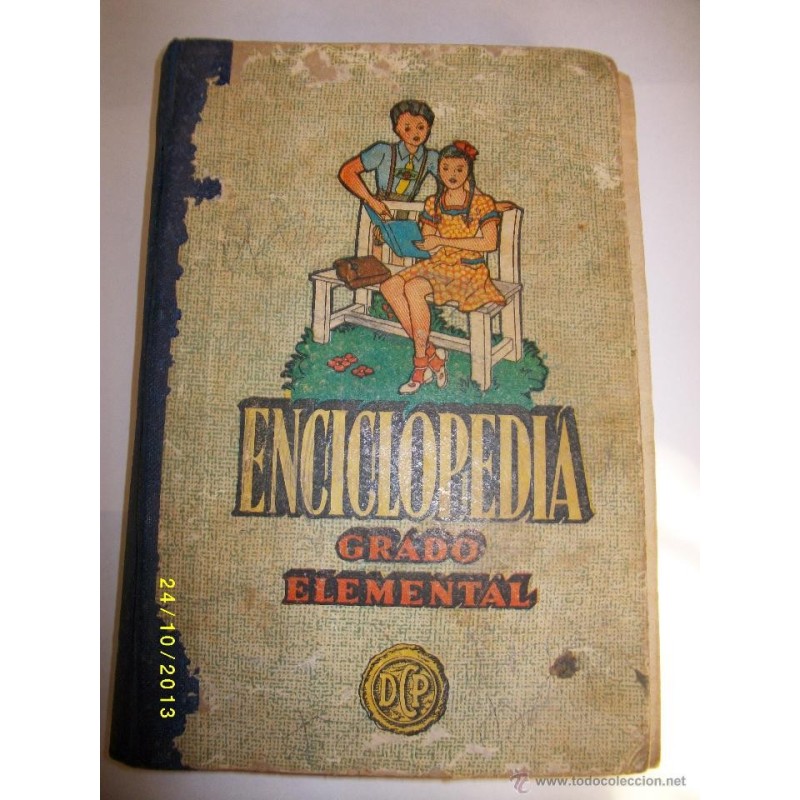 ENCICLOPEDIA
GRADO
ELEMENTAL
DCP
24/10/2013
www.todocoleccion.net